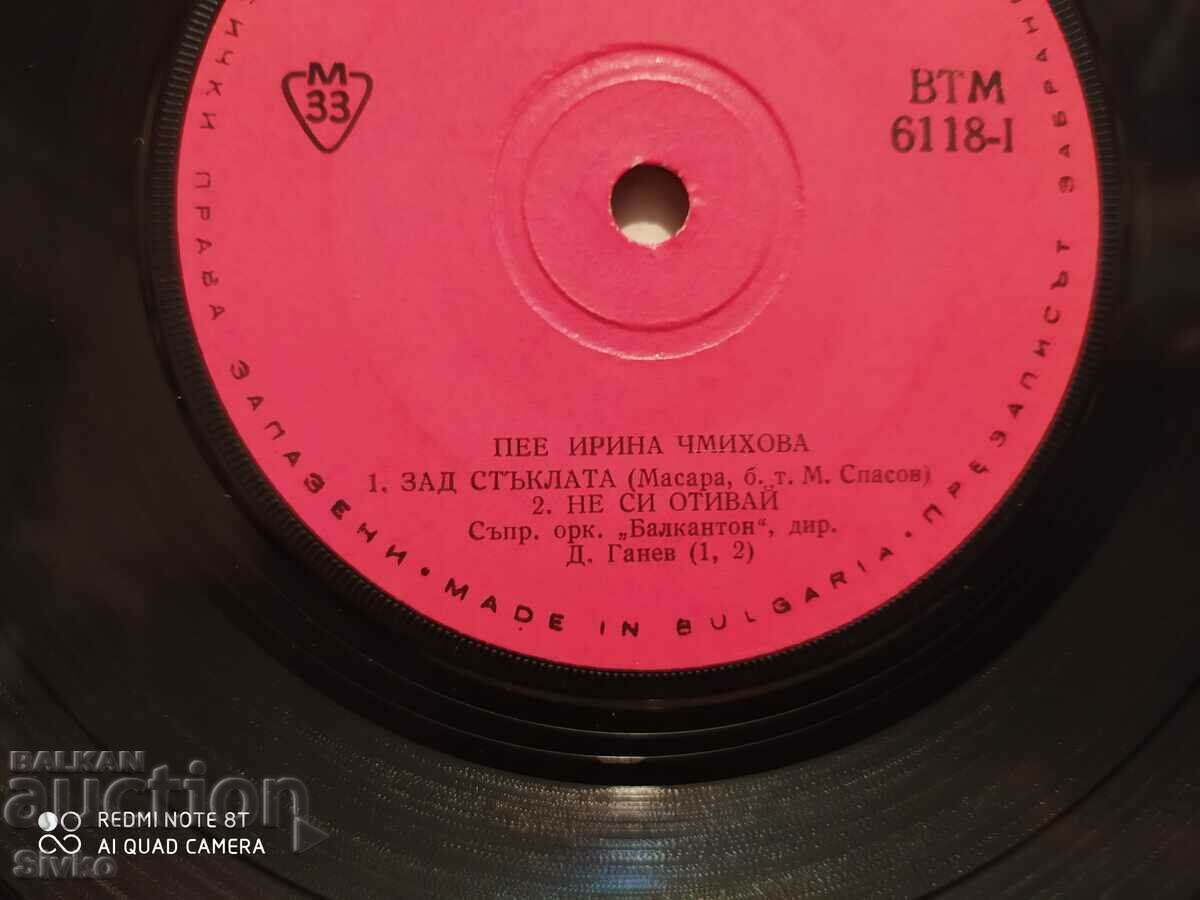 М
33
ВТМ
6118-I
ПЕЕ ИРИНА ЧМИХОВА
1. ЗАД СТЪКЛАТА (Масара, б. т. М. Спасов)
2. НЕ СИ ОТИВАЙ
Съпр. орк. „Балкантон“, дир.
Д. Ганев (1, 2)
ПРАВА ЗАПАЗЕНИ • MADE IN BULGARIA • ПРЕЗАПИСЪТ
BALKAN
auction
REDMI NOTE 8T
AI QUAD CAMERA
Sivko